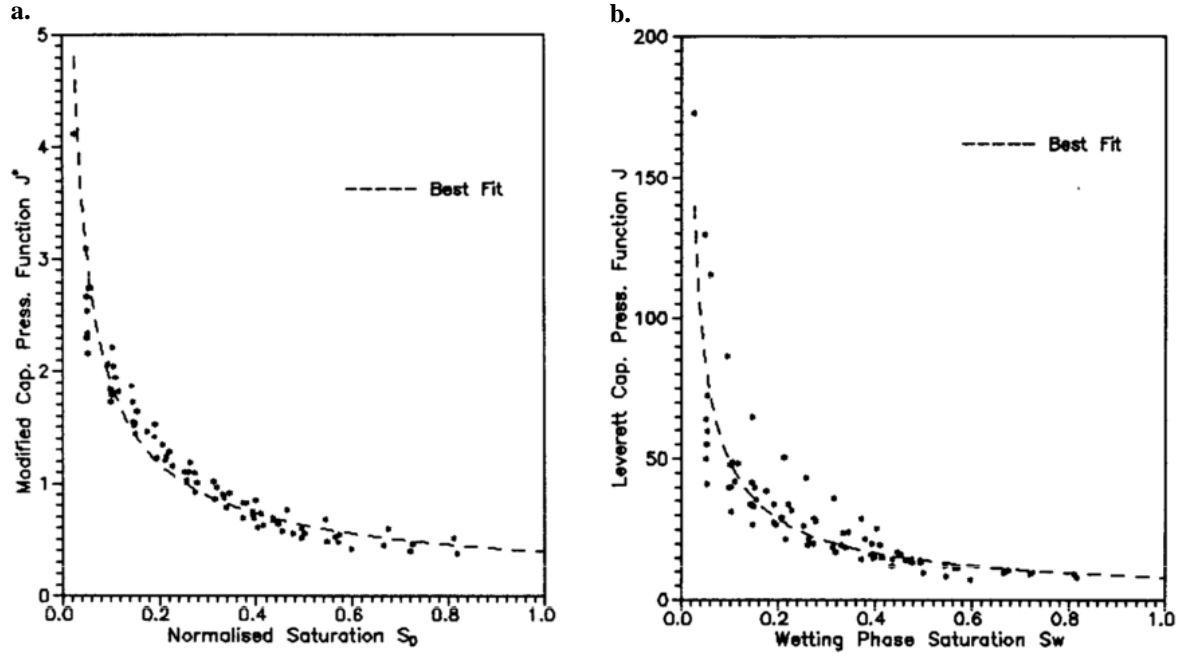 a.
5
4
3
2
1
0
Modified Cap. Press. Function J*
Best Fit
0.0 0.2 0.4 0.6 0.8 1.0
Normalised Saturation S_D
b.
200
150
100
50
0
Leverett Cap. Press. Function J
Best Fit
0.0 0.2 0.4 0.6 0.8 1.0
Wetting Phase Saturation Sw